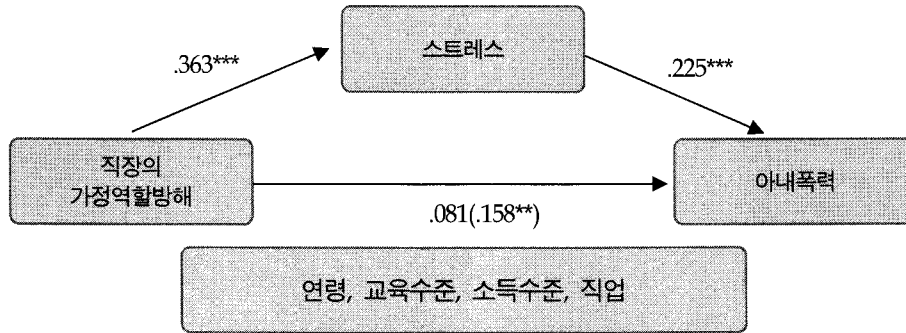 스트레스
.363***
.225***
직장의
가정역할방해
아내폭력
.081(.158**)
연령, 교육수준, 소득수준, 직업